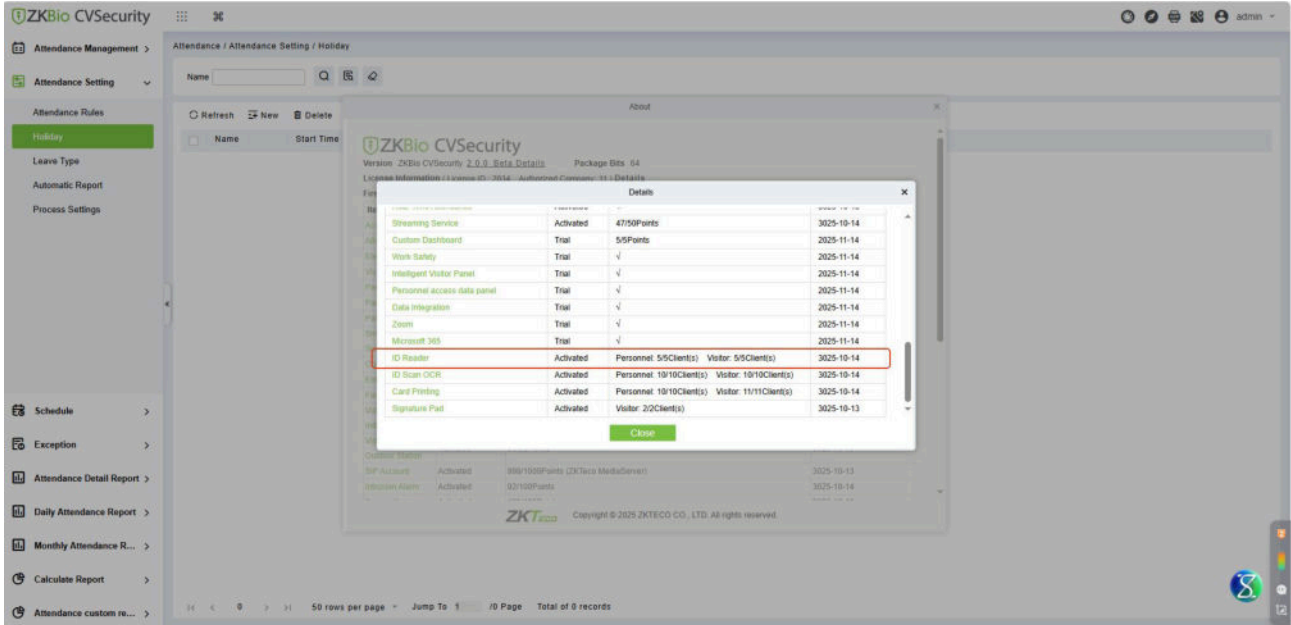 ZKBio CVSecurity
admin
Attendance Management
Attendance / Attendance Setting / Holiday
Attendance Setting
Name
Attendance Rules
Refresh New Delete
About
Holiday
Name Start Time
Leave Type
Automatic Report
Process Settings
ZKBio CVSecurity
Version ZKBio CVSecurity 2.0.0_Beta Details Package Bits 64
License Information
Details
Streaming Service Activated 47/50Points 3025-10-14
Custom Dashboard Trial 5/5Points 2025-11-14
Work Safety Trial √ 2025-11-14
Intelligent Visitor Panel Trial √ 2025-11-14
Personnel access data panel Trial √ 2025-11-14
Data Integration Trial √ 2025-11-14
Zoom Trial √ 2025-11-14
Microsoft 365 Trial √ 2025-11-14
ID Reader Activated Personnel: 5/5Client(s) Visitor: 5/5Client(s) 3025-10-14
ID Scan OCR Activated Personnel: 10/10Client(s) Visitor: 10/10Client(s) 3025-10-14
Card Printing Activated Personnel: 10/10Client(s) Visitor: 11/11Client(s) 3025-10-14
Signature Pad Activated Visitor: 2/2Client(s) 3025-10-13
Close
SIP Account Activated (ZKTeco MediaServer) 3025-10-13
Activated 3025-10-14
ZKTeco Copyright © 2025 ZKTECO CO., LTD. All rights reserved.
Schedule
Exception
Attendance Detail Report
Daily Attendance Report
Monthly Attendance R...
Calculate Report
Attendance custom re...
0 50 rows per page Jump To 1 /0 Page Total of 0 records